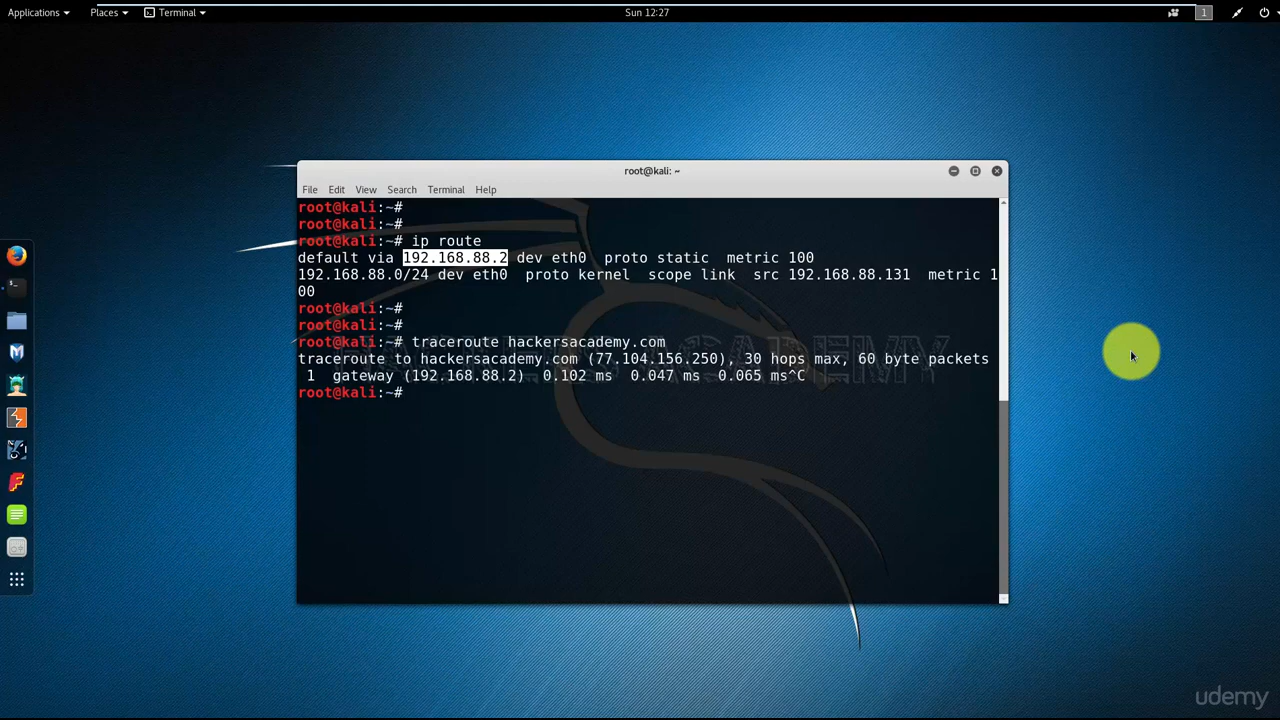 Applications Places Terminal Sun 12:27 1
root@kali: ~
File Edit View Search Terminal Help
root@kali:~#
root@kali:~#
root@kali:~# ip route
default via 192.168.88.2 dev eth0  proto static  metric 100
192.168.88.0/24 dev eth0  proto kernel  scope link  src 192.168.88.131  metric 1
00
root@kali:~#
root@kali:~#
root@kali:~# traceroute hackersacademy.com
traceroute to hackersacademy.com (77.104.156.250), 30 hops max, 60 byte packets
 1  gateway (192.168.88.2)  0.102 ms  0.047 ms  0.065 ms^C
root@kali:~#
udemy